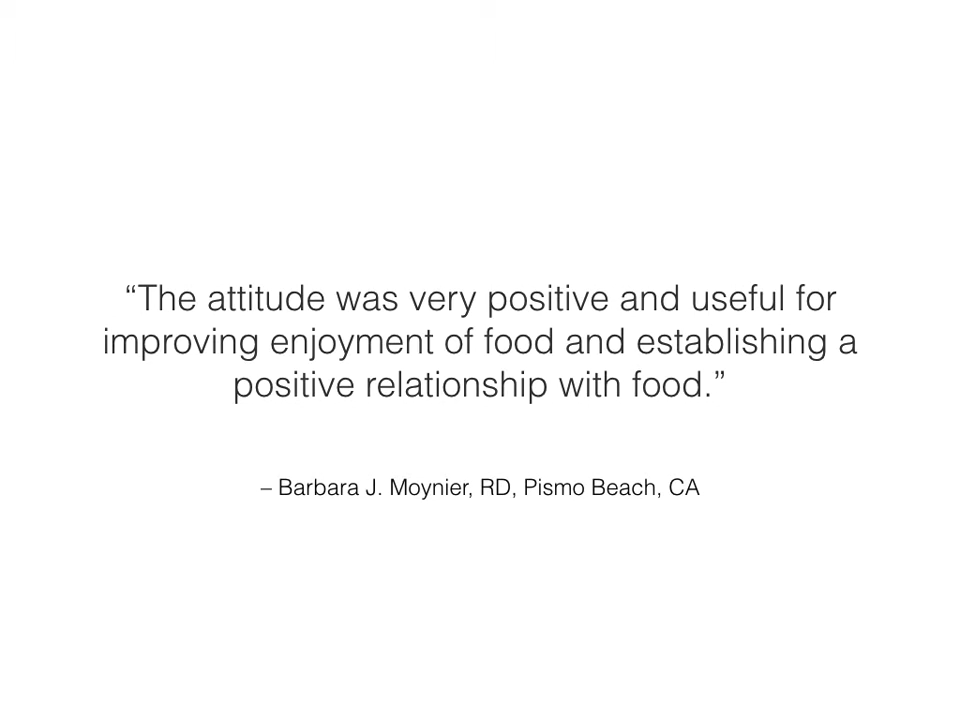 “The attitude was very positive and useful for
improving enjoyment of food and establishing a
positive relationship with food.”
– Barbara J. Moynier, RD, Pismo Beach, CA